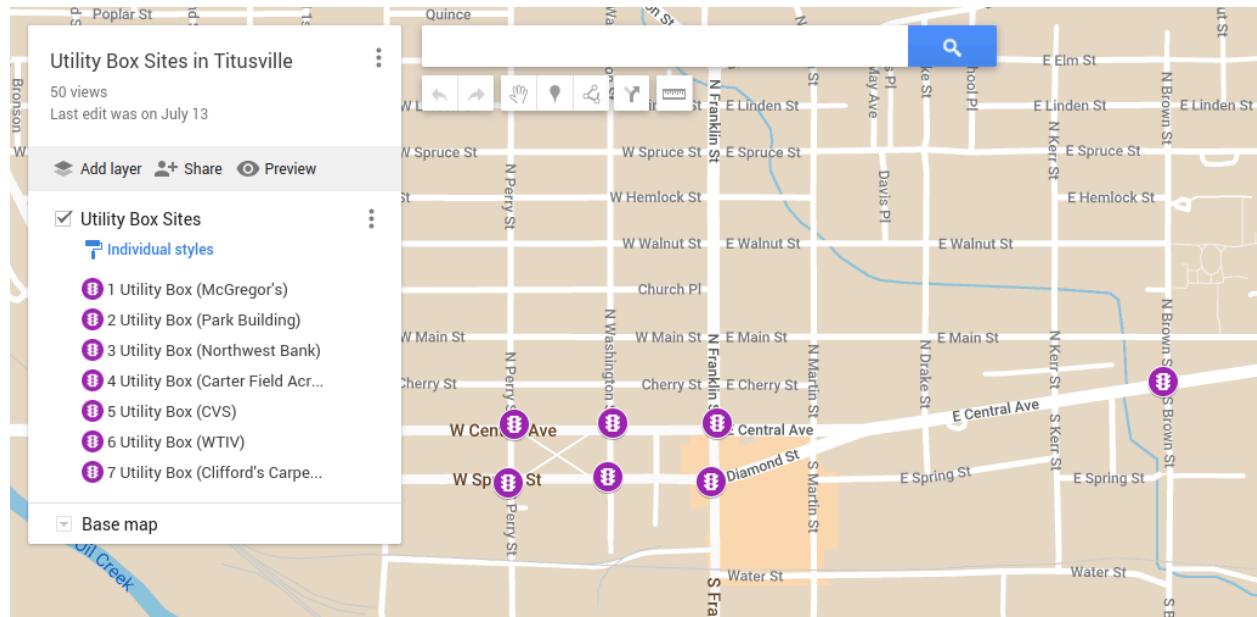 Utility Box Sites in Titusville
50 views
Last edit was on July 13
Add layer
Share
Preview
Utility Box Sites
Individual styles
1 Utility Box (McGregor's)
2 Utility Box (Park Building)
3 Utility Box (Northwest Bank)
4 Utility Box (Carter Field Acr...
5 Utility Box (CVS)
6 Utility Box (WTIV)
7 Utility Box (Clifford's Carpe...
Base map
Poplar St
Quince
E Elm St
Bronson
May Ave
E Linden St
E Linden St
E Linden St
W Spruce St
W Spruce St
E Spruce St
E Spruce St
W Hemlock St
E Hemlock St
Davis Pl
W Walnut St
E Walnut St
E Walnut St
Church Pl
W Main St
W Main St
E Main St
E Main St
Cherry St
Cherry St
E Cherry St
E Central Ave
E Central Ave
Diamond St
E Spring St
E Spring St
Water St
Water St
N Perry St
N Perry S
Perry St
N Washington S
N Franklin St
N Franklin S
S Fra
N Martin St
S Martin St
N Drake St
N Kerr St
N Kerr St
S Kerr St
N Brown St
N Brown S
S Brown St
Oil Creek